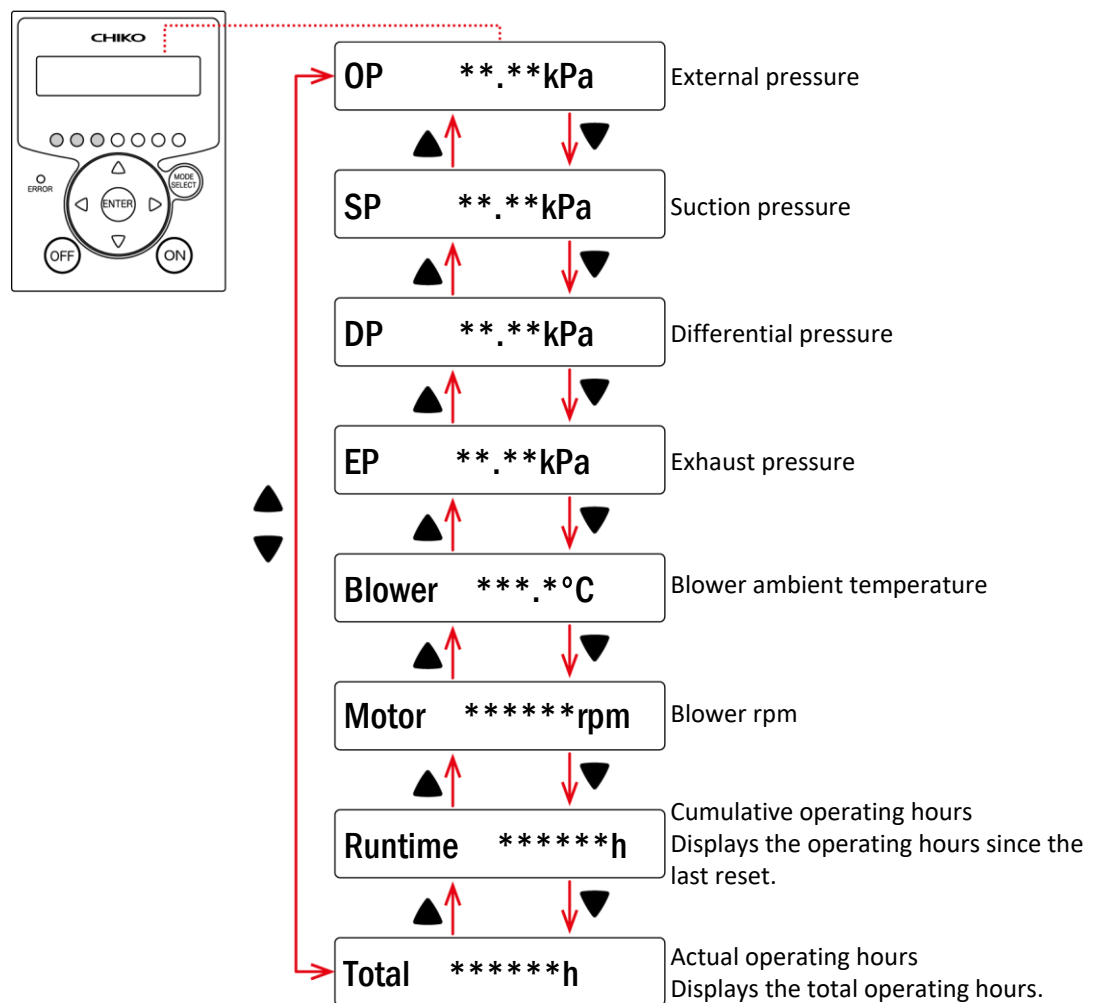 CHIKO
ERROR
MODE
SELECT
ENTER
OFF
ON
OP **.**kPa
External pressure
SP **.**kPa
Suction pressure
DP **.**kPa
Differential pressure
EP **.**kPa
Exhaust pressure
Blower ***.*°C
Blower ambient temperature
Motor ******rpm
Blower rpm
Runtime ******h
Cumulative operating hours
Displays the operating hours since the
last reset.
Total ******h
Actual operating hours
Displays the total operating hours.